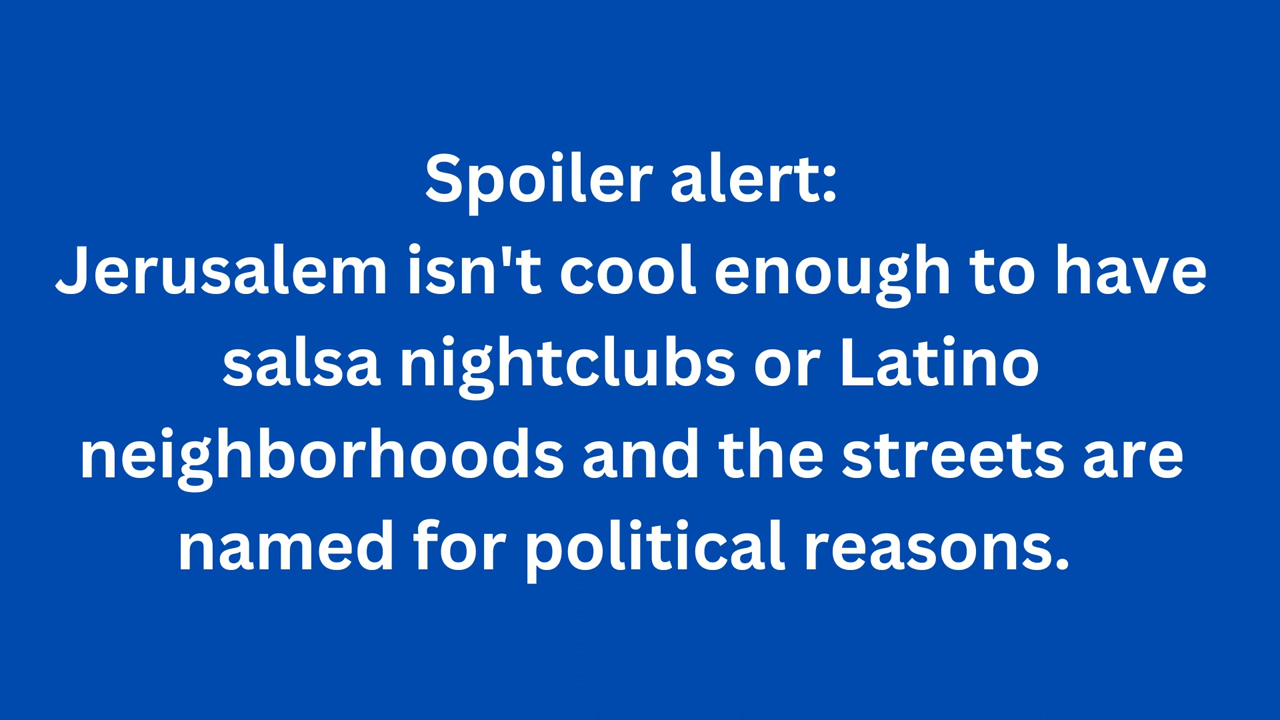 Spoiler alert:
Jerusalem isn't cool enough to have
salsa nightclubs or Latino
neighborhoods and the streets are
named for political reasons.